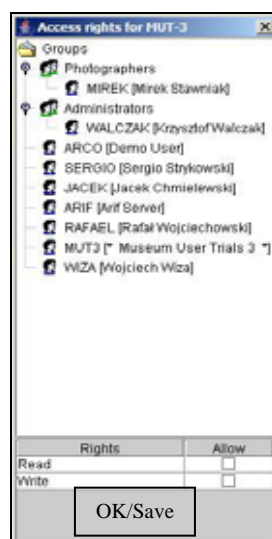 Access rights for MUT-3
Groups
Photographers
MIREK [Mirek Stawniak]
Administrators
WALCZAK [Krzysztof Walczak]
ARCO [Demo User]
SERGIO [Sergio Strykowski]
JACEK [Jacek Chmielewski]
ARIF [Arif Server]
RAFAEL [Rafał Wojciechowski]
MUT3 [* Museum User Trials 3 *]
WIZA [Wojciech Wiza]
Rights Allow
Read
Write
OK/Save